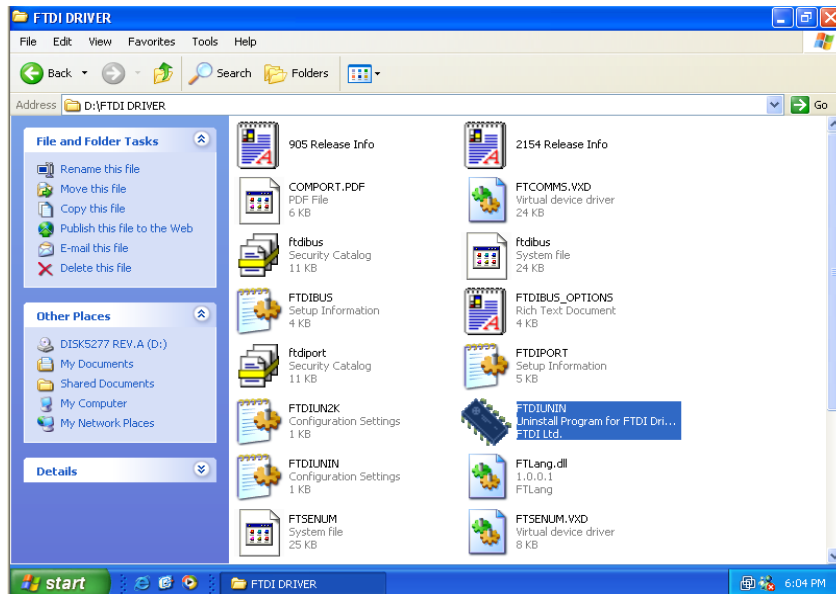 FTDI DRIVER
File Edit View Favorites Tools Help
Back Search Folders
Address D:\FTDI DRIVER Go
File and Folder Tasks
Rename this file
Move this file
Copy this file
Publish this file to the Web
E-mail this file
Delete this file
Other Places
DISK5277 REV.A (D:)
My Documents
Shared Documents
My Computer
My Network Places
Details
905 Release Info
2154 Release Info
COMPORT.PDF
PDF File
6 KB
FTCOMMS.VXD
Virtual device driver
24 KB
ftdibus
Security Catalog
11 KB
ftdibus
System file
24 KB
FTDIBUS
Setup Information
4 KB
FTDIBUS_OPTIONS
Rich Text Document
4 KB
ftdiport
Security Catalog
11 KB
FTDIPORT
Setup Information
5 KB
FTDIUN2K
Configuration Settings
1 KB
FTDIUNIN
Uninstall Program for FTDI Dri...
FTDI Ltd.
FTDIUNIN
Configuration Settings
1 KB
FTLang.dll
1.0.0.1
FTLang
FTSENUM
System file
25 KB
FTSENUM.VXD
Virtual device driver
8 KB
start FTDI DRIVER 6:04 PM